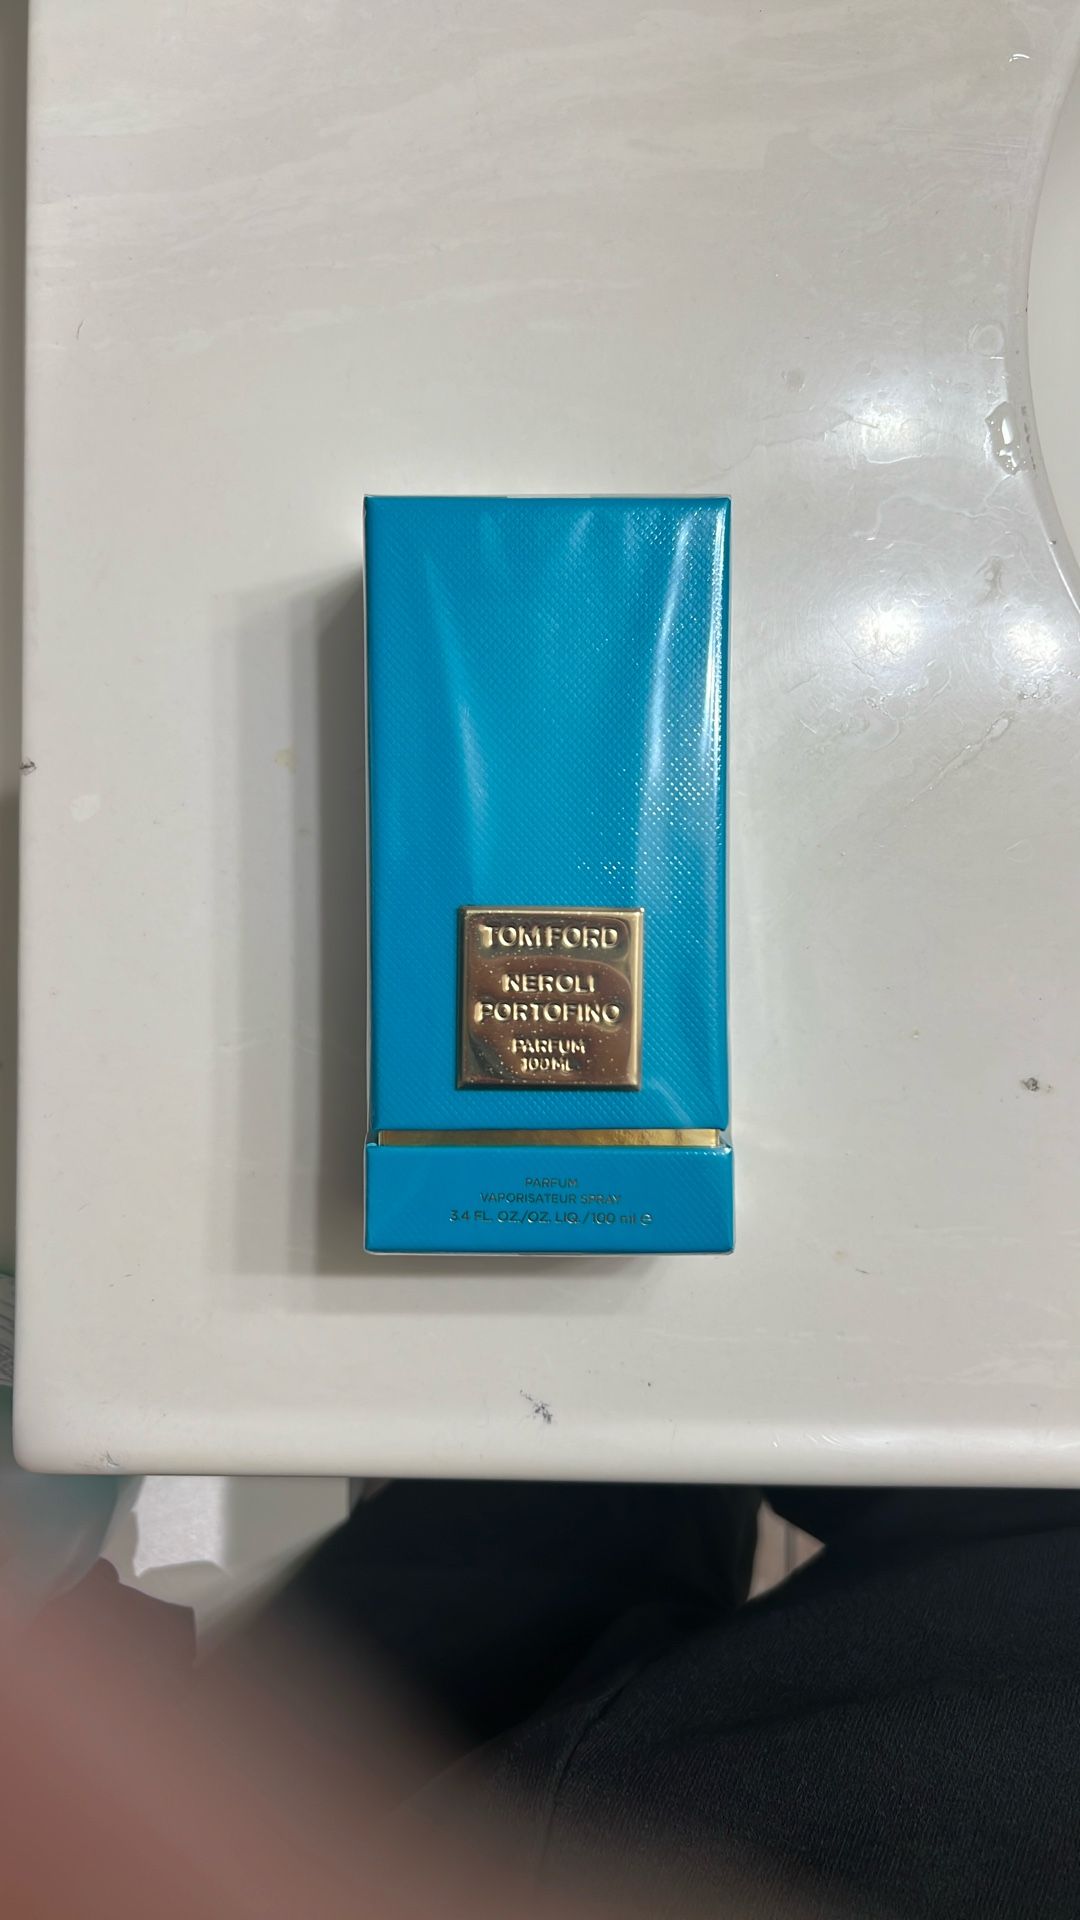 TOM FORD
NEROLI
PORTOFINO
PARFUM
100ML
PARFUM
VAPORISATEUR SPRAY
3.4 FL. OZ./OZ. LIQ./100 ml ℮